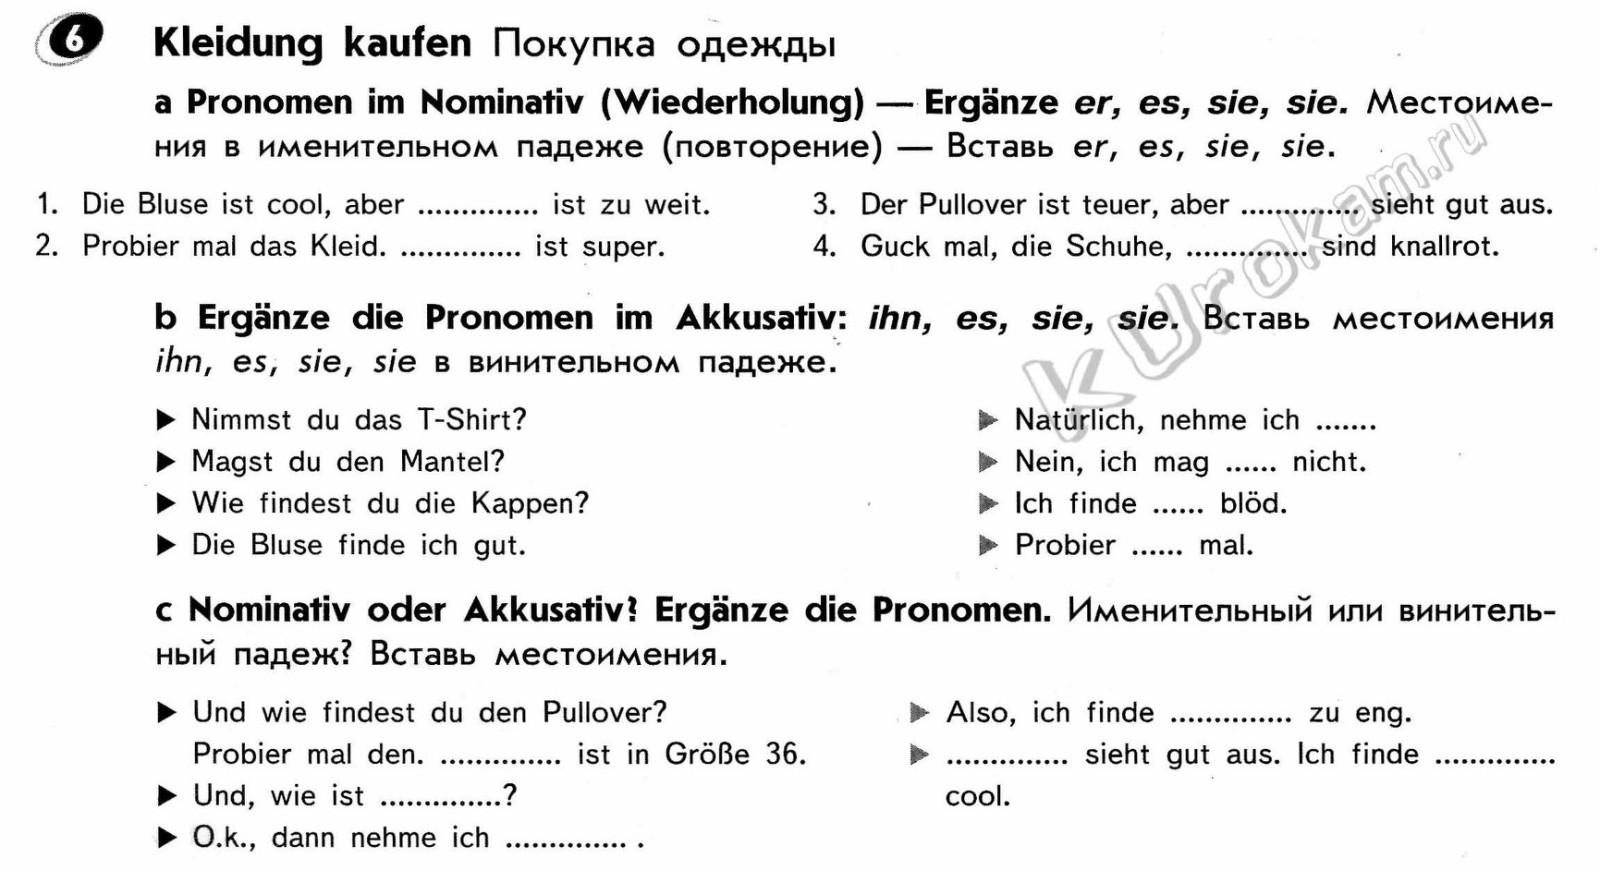 6 Kleidung kaufen Покупка одежды
a Pronomen im Nominativ (Wiederholung) — Ergänze er, es, sie, sie. Местоиме-
ния в именительном падеже (повторение) — Вставь er, es, sie, sie.
1. Die Bluse ist cool, aber .............. ist zu weit.
2. Probier mal das Kleid. .............. ist super.
3. Der Pullover ist teuer, aber .............. sieht gut aus.
4. Guck mal, die Schuhe, .............. sind knallrot.
kUrokam.ru
b Ergänze die Pronomen im Akkusativ: ihn, es, sie, sie. Вставь местоимения
ihn, es, sie, sie в винительном падеже.
▶ Nimmst du das T-Shirt?
▶ Natürlich, nehme ich .......
▶ Magst du den Mantel?
▶ Nein, ich mag ...... nicht.
▶ Wie findest du die Kappen?
▶ Ich finde ...... blöd.
▶ Die Bluse finde ich gut.
▶ Probier ...... mal.
c Nominativ oder Akkusativ? Ergänze die Pronomen. Именительный или винитель-
ный падеж? Вставь местоимения.
▶ Und wie findest du den Pullover?
Probier mal den. .............. ist in Größe 36.
▶ Und, wie ist ..............?
▶ O.k., dann nehme ich .............. .
▶ Also, ich finde .............. zu eng.
▶ .............. sieht gut aus. Ich finde ..............
cool.